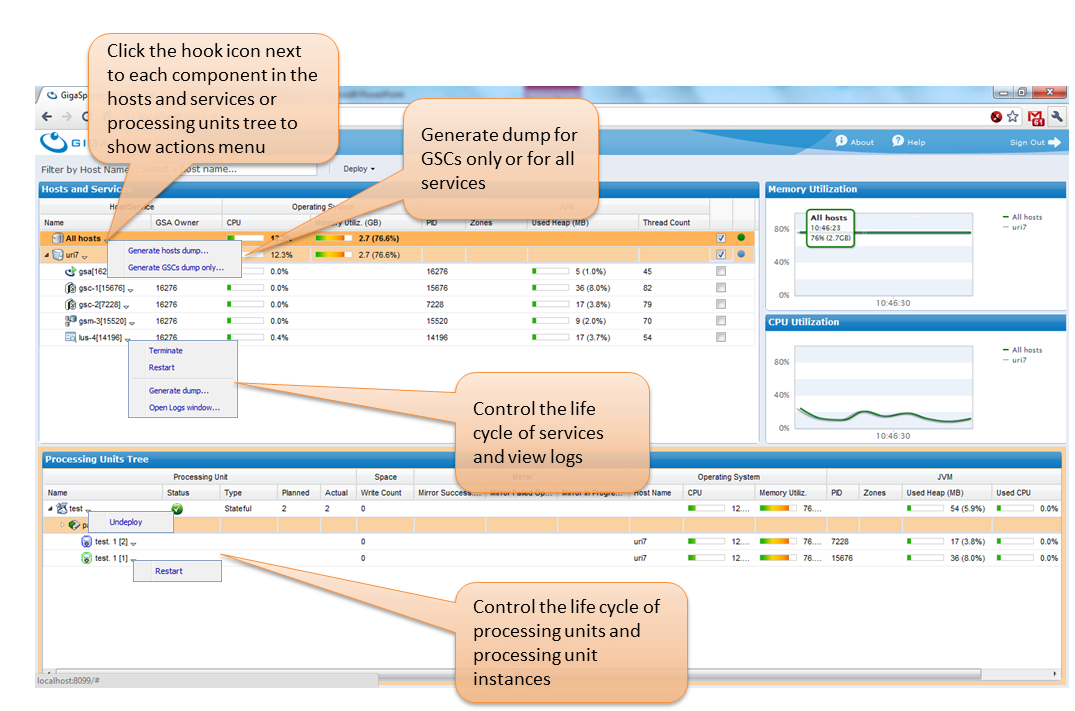 Click the hook icon next
to each component in the
hosts and services or
processing units tree to
show actions menu
Generate dump for
GSCs only or for all
services
Control the life
cycle of services
and view logs
Control the life cycle of
processing units and
processing unit
instances
GigaSp
61
GI
About Help Sign Out
Filter by Host Name host name... Deploy
Hosts and Services
Operating System
Name GSA Owner CPU Memory Utiliz. (GB) PID Zones Used Heap (MB) Thread Count
All hosts 2.7 (76.6%)
uri7 12.3% 2.7 (76.6%)
Generate hosts dump...
Generate GSCs dump only...
gsa[162 0.0% 16276 5 (1.0%) 45
gsc-1[15676] 16276 0.0% 15676 36 (8.0%) 82
gsc-2[7228] 16276 0.0% 7228 17 (3.8%) 79
gsm-3[15520] 16276 0.0% 15520 9 (2.0%) 70
lus-4[14196] 16276 0.4% 14196 17 (3.7%) 54
Terminate
Restart
Generate dump...
Open Logs window...
Memory Utilization
80%
40%
0%
All hosts
10:46:23
76% (2.7GB)
All hosts
uri7
10:46:30
CPU Utilization
80%
40%
0%
All hosts
uri7
10:46:30
Processing Units Tree
Processing Unit Space Operating System JVM
Name Status Type Planned Actual Write Count Mirror Success... Host Name CPU Memory Utiliz. PID Zones Used Heap (MB) Used CPU
test Stateful 2 2 0 12.... 76.... 54 (5.9%) 0.0%
Undeploy
test. 1 [2] 0 uri7 12.... 76.... 7228 17 (3.8%) 0.0%
test. 1 [1] 0 uri7 12.... 76.... 15676 36 (8.0%) 0.0%
Restart
localhost:8099/#